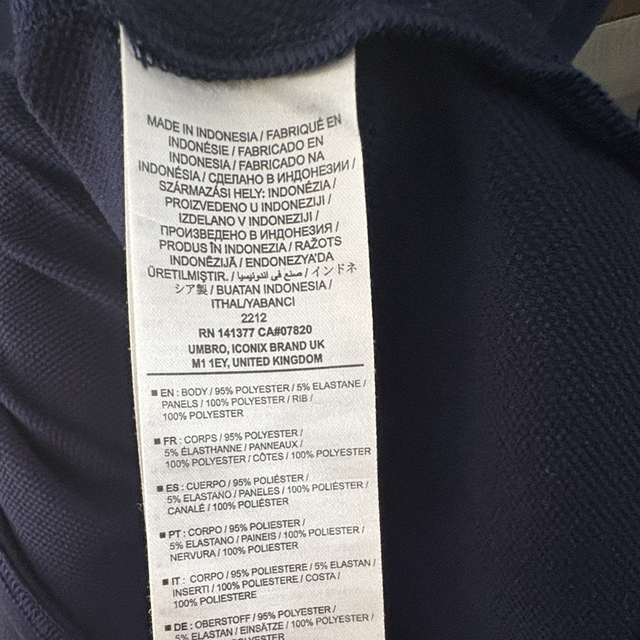 MADE IN INDONESIA / FABRIQUÉ EN
INDONÉSIE / FABRICADO EN
INDONESIA / FABRICADO NA
INDONÉSIA / СДЕЛАНО В ИНДОНЕЗИИ /
SZÁRMAZÁSI HELY: INDONÉZIA /
PROIZVEDENO U INDONEZIJI /
IZDELANO V INDONEZIJI /
ПРОИЗВЕДЕНО В ИНДОНЕЗИЯ /
PRODUS ÎN INDONEZIA / RAŽOTS
INDONĒZIJĀ / ENDONEZYA'DA
ÜRETILMIŞTIR. / صنع في اندونيسيا / インドネ
シア製 / BUATAN INDONESIA /
ITHAL/YABANCI
2212
RN 141377 CA#07820
UMBRO, ICONIX BRAND UK
M1 1EY, UNITED KINGDOM
■ EN : BODY / 95% POLYESTER / 5% ELASTANE /
PANELS / 100% POLYESTER / RIB /
100% POLYESTER
■ FR : CORPS / 95% POLYESTER /
5% ÉLASTHANNE / PANNEAUX /
100% POLYESTER / CÔTES / 100% POLYESTER
■ ES : CUERPO / 95% POLIÉSTER /
5% ELASTANO / PANELES / 100% POLIÉSTER /
CANALÉ / 100% POLIÉSTER
■ PT : CORPO / 95% POLIESTER /
5% ELASTANO / PAINEIS / 100% POLIESTER /
NERVURA / 100% POLIESTER
■ IT : CORPO / 95% POLIESTERE / 5% ELASTAN /
INSERTI / 100% POLIESTERE / COSTA /
100% POLIESTERE
■ DE : OBERSTOFF / 95% POLYESTER /
5% ELASTAN / EINSÄTZE / 100% POLYESTER /